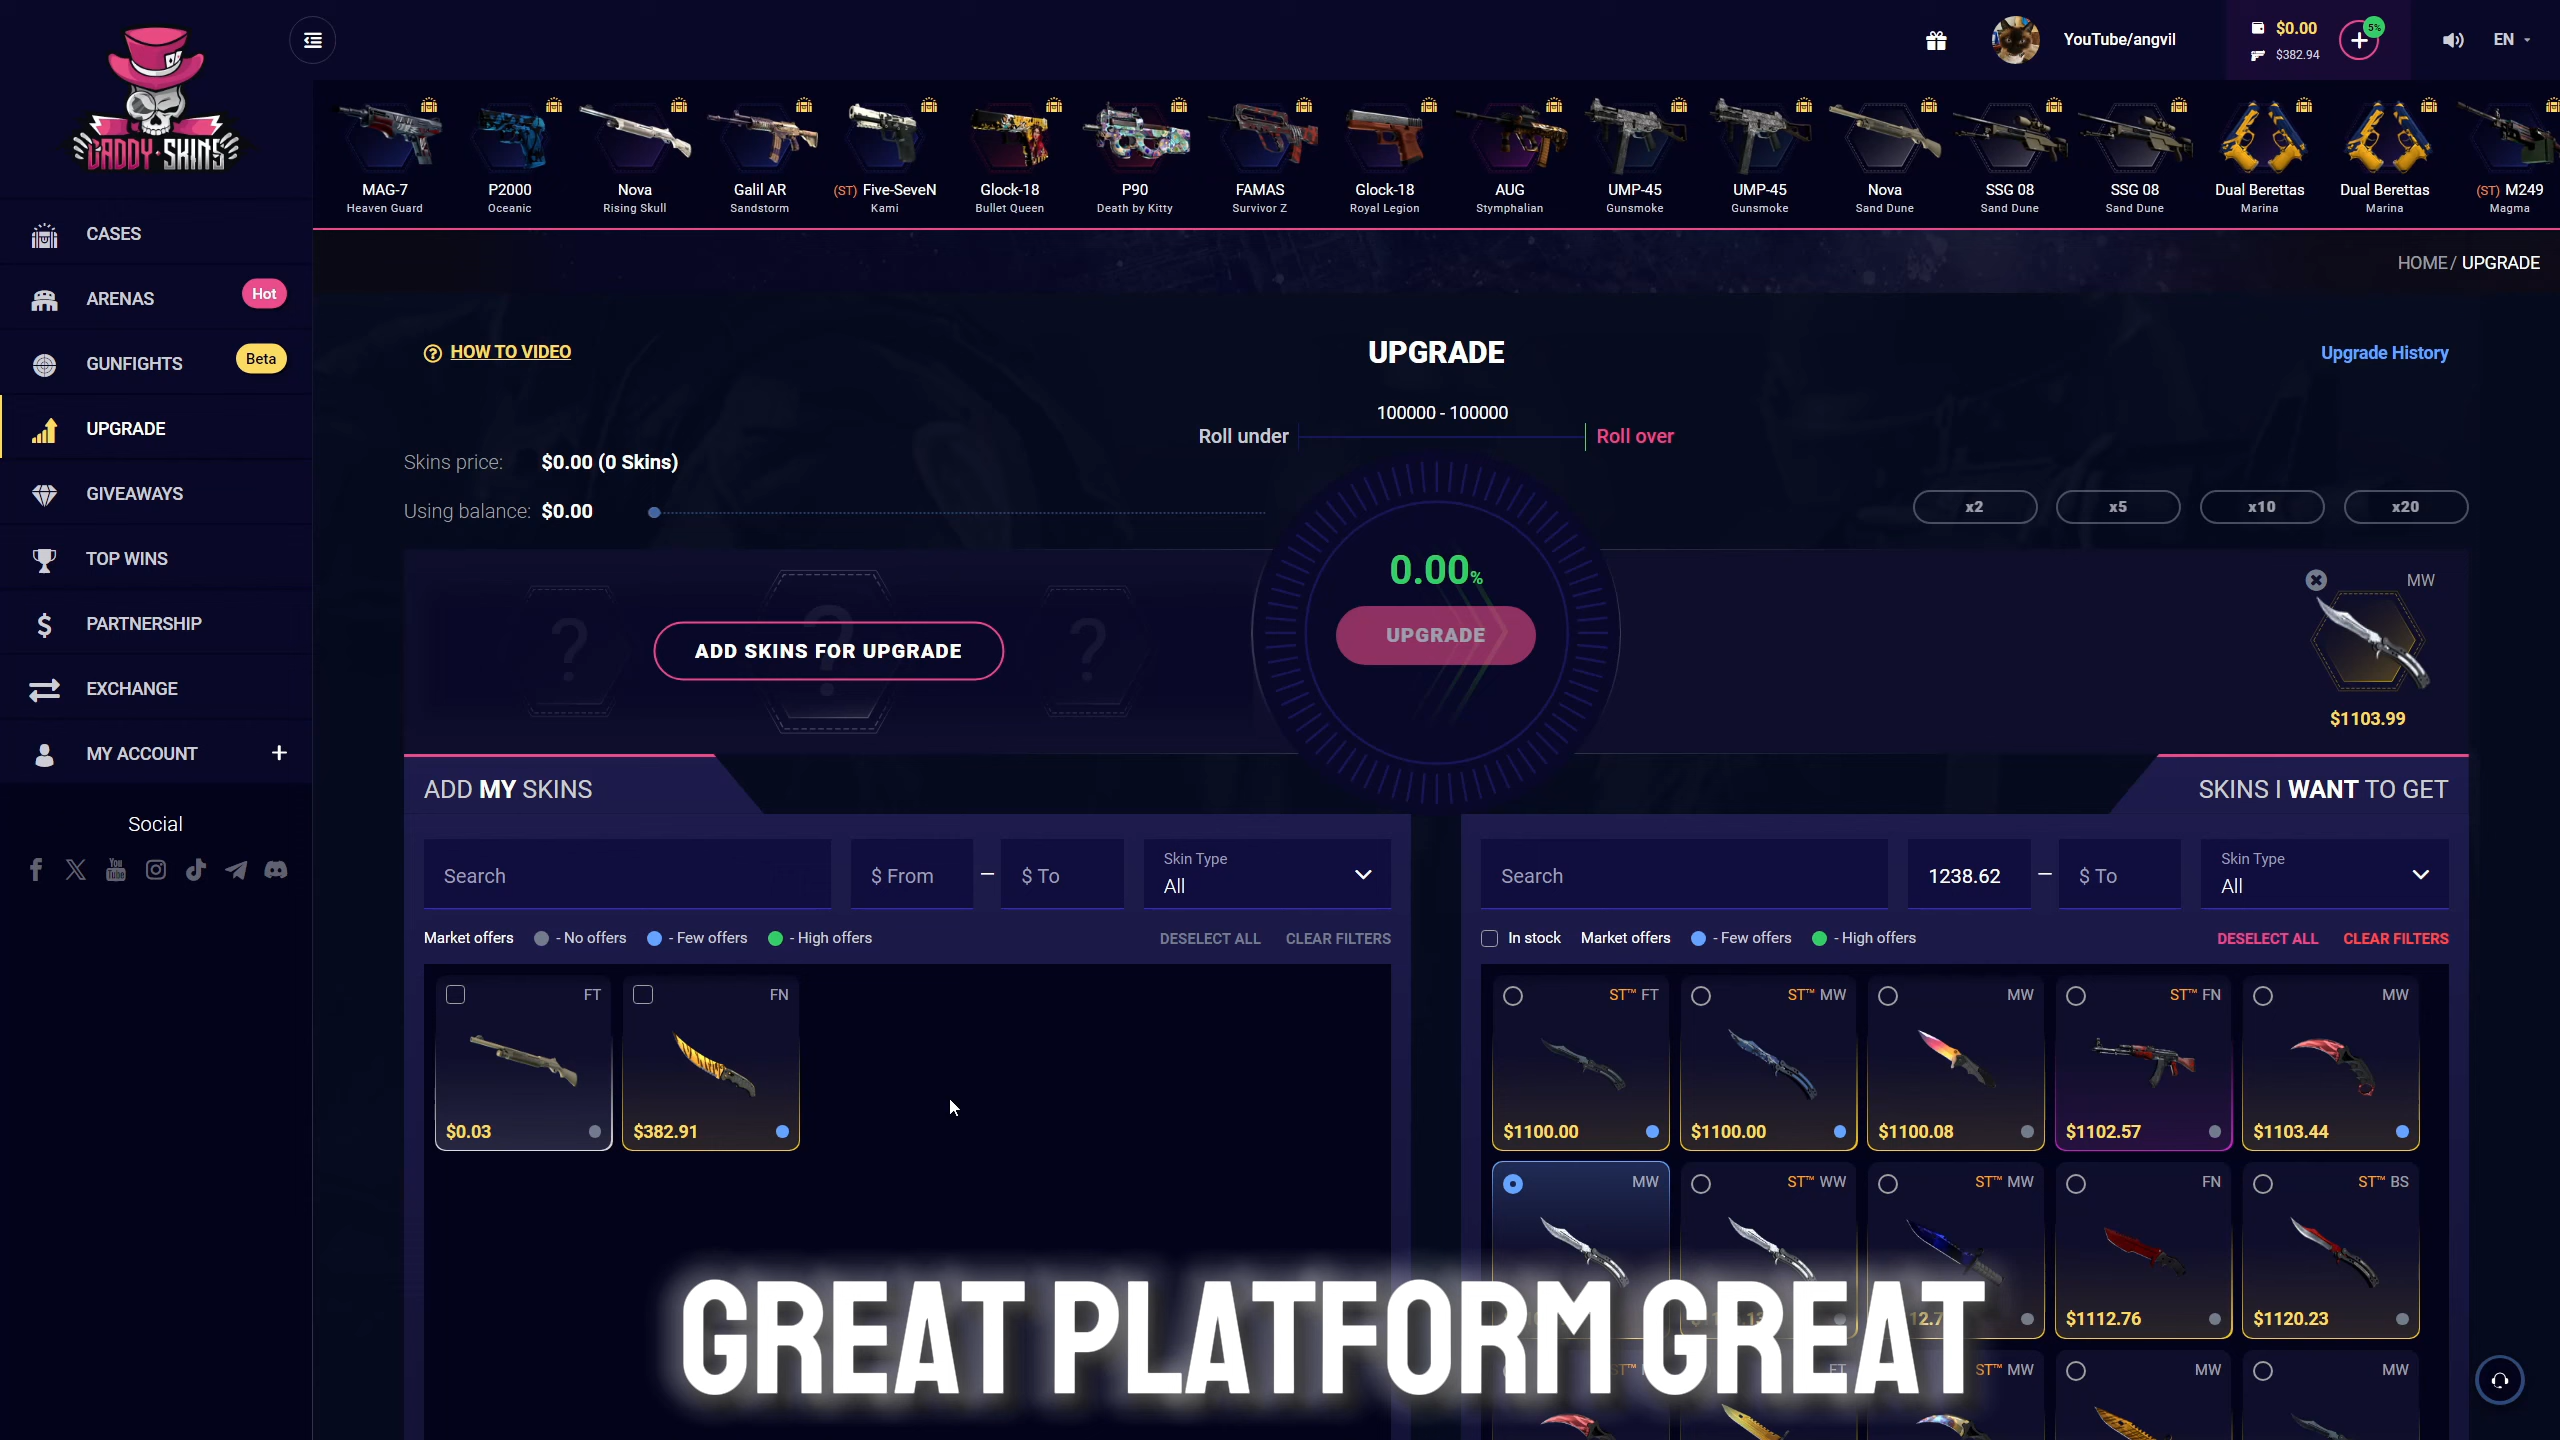 DADDY SKINS
YouTube/angvil
$0.00
$382.94
5%
EN
MAG-7
Heaven Guard
P2000
Oceanic
Nova
Rising Skull
Galil AR
Sandstorm
(ST) Five-SeveN
Kami
Glock-18
Bullet Queen
P90
Death by Kitty
FAMAS
Survivor Z
Glock-18
Royal Legion
AUG
Stymphalian
UMP-45
Gunsmoke
UMP-45
Gunsmoke
Nova
Sand Dune
SSG 08
Sand Dune
SSG 08
Sand Dune
Dual Berettas
Marina
Dual Berettas
Marina
(ST) M249
Magma
CASES
ARENAS Hot
GUNFIGHTS Beta
UPGRADE
GIVEAWAYS
TOP WINS
PARTNERSHIP
EXCHANGE
MY ACCOUNT +
Social
HOME / UPGRADE
HOW TO VIDEO
UPGRADE
Upgrade History
100000 - 100000
Roll under Roll over
Skins price: $0.00 (0 Skins)
Using balance: $0.00
x2 x5 x10 x20
? ? ?
ADD SKINS FOR UPGRADE
0.00%
UPGRADE
MW
$1103.99
ADD MY SKINS
Search $ From – $ To Skin Type
All
Market offers - No offers - Few offers - High offers DESELECT ALL CLEAR FILTERS
FT
$0.03
FN
$382.91
SKINS I WANT TO GET
Search 1238.62 – $ To Skin Type
All
In stock Market offers - Few offers - High offers DESELECT ALL CLEAR FILTERS
ST™ FT
$1100.00
ST™ MW
$1100.00
MW
$1100.08
ST™ FN
$1102.57
MW
$1103.44
MW
ST™ WW
ST™ MW
FN
$1112.76
ST™ BS
$1120.23
ST™
FT
ST™ MW
MW
MW
GREAT PLATFORM GREAT